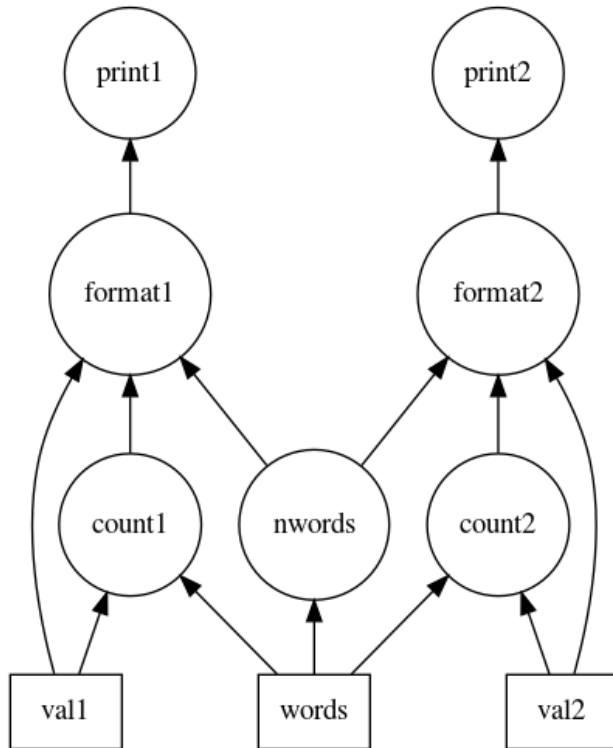 print1
print2
format1
format2
count1
nwords
count2
val1
words
val2